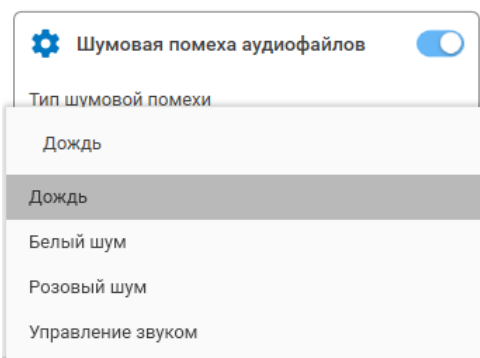 Шумовая помеха аудиофайлов
Тип шумовой помехи
Дождь
Дождь
Белый шум
Розовый шум
Управление звуком